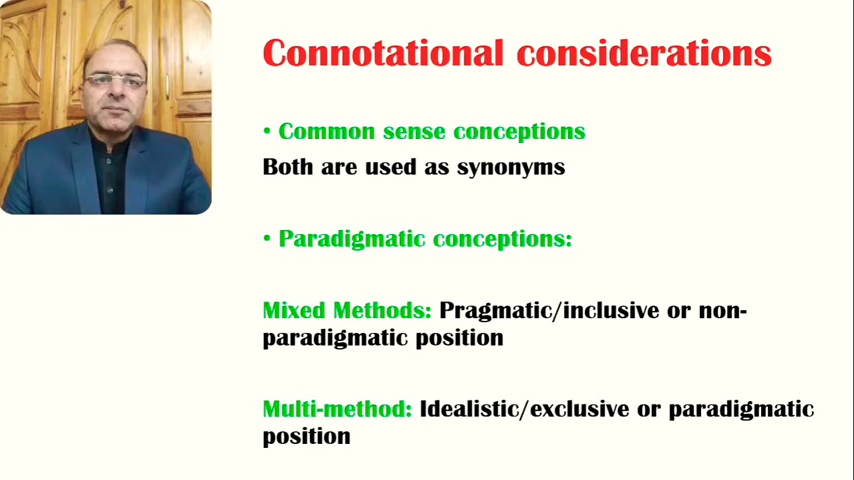 Connotational considerations
• Common sense conceptions
Both are used as synonyms
• Paradigmatic conceptions:
Mixed Methods: Pragmatic/inclusive or non-
paradigmatic position
Multi-method: Idealistic/exclusive or paradigmatic
position